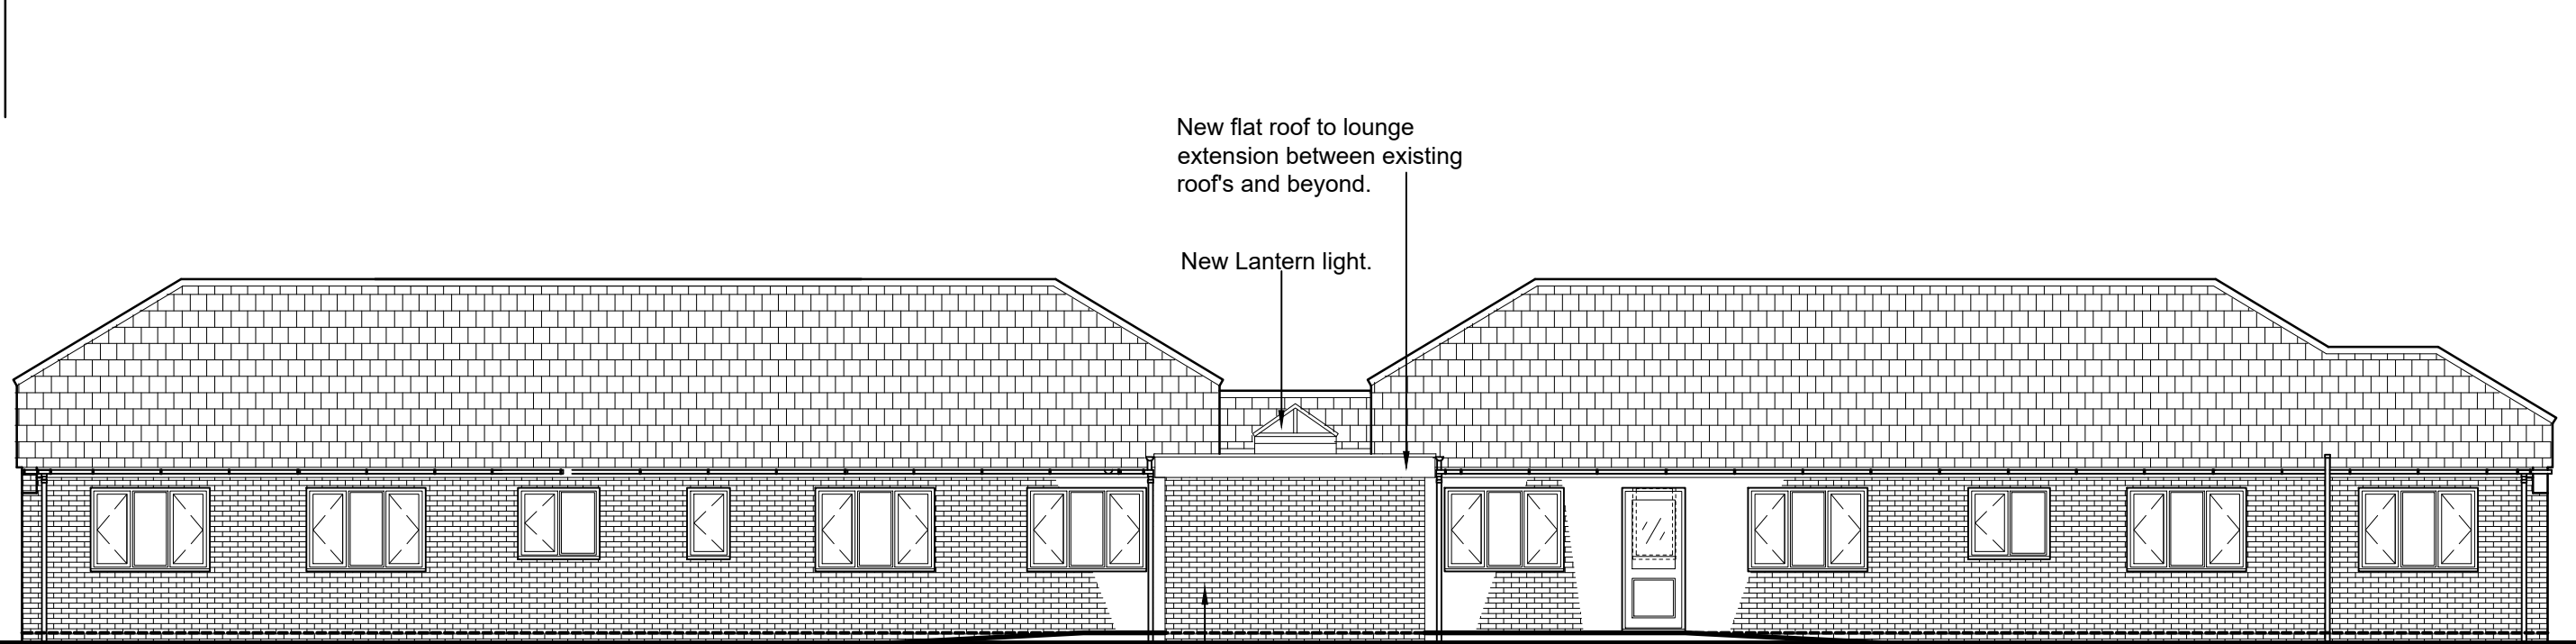 New flat roof to lounge
extension between existing
roof's and beyond.
New Lantern light.